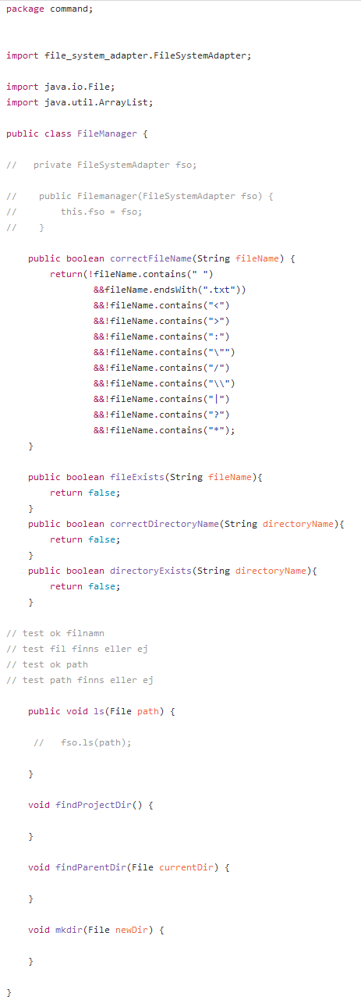 package command;


import file_system_adapter.FileSystemAdapter;

import java.io.File;
import java.util.ArrayList;

public class FileManager {

//   private FileSystemAdapter fso;

//    public Filemanager(FileSystemAdapter fso) {
//        this.fso = fso;
//    }

    public boolean correctFileName(String fileName) {
        return(!fileName.contains(" ")
                &&fileName.endsWith(".txt"))
                &&!fileName.contains("<")
                &&!fileName.contains(">")
                &&!fileName.contains(":")
                &&!fileName.contains("\"")
                &&!fileName.contains("/")
                &&!fileName.contains("\\")
                &&!fileName.contains("|")
                &&!fileName.contains("?")
                &&!fileName.contains("*");
    }

    public boolean fileExists(String fileName){
        return false;
    }
    public boolean correctDirectoryName(String directoryName){
        return false;
    }
    public boolean directoryExists(String directoryName){
        return false;
    }

// test ok filnamn
// test fil finns eller ej
// test ok path
// test path finns eller ej

    public void ls(File path) {

     //   fso.ls(path);

    }

    void findProjectDir() {

    }

    void findParentDir(File currentDir) {

    }

    void mkdir(File newDir) {

    }

}